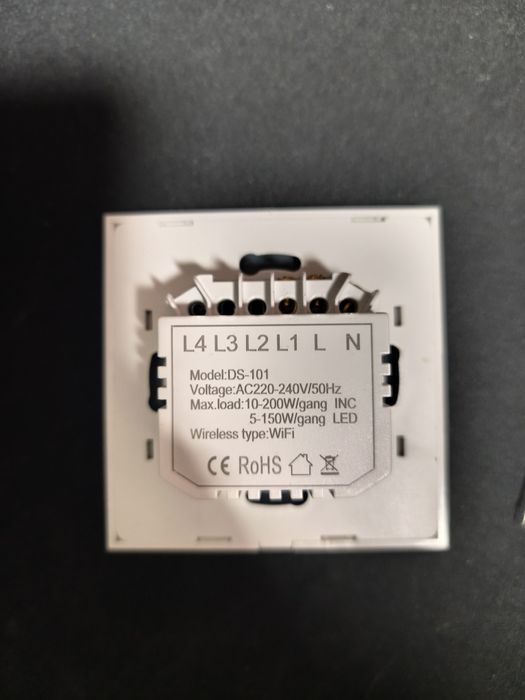 L4 L3 L2 L1 L N
Model:DS-101
Voltage:AC220-240V/50Hz
Max.load:10-200W/gang INC
5-150W/gang LED
Wireless type:WiFi
CE RoHS